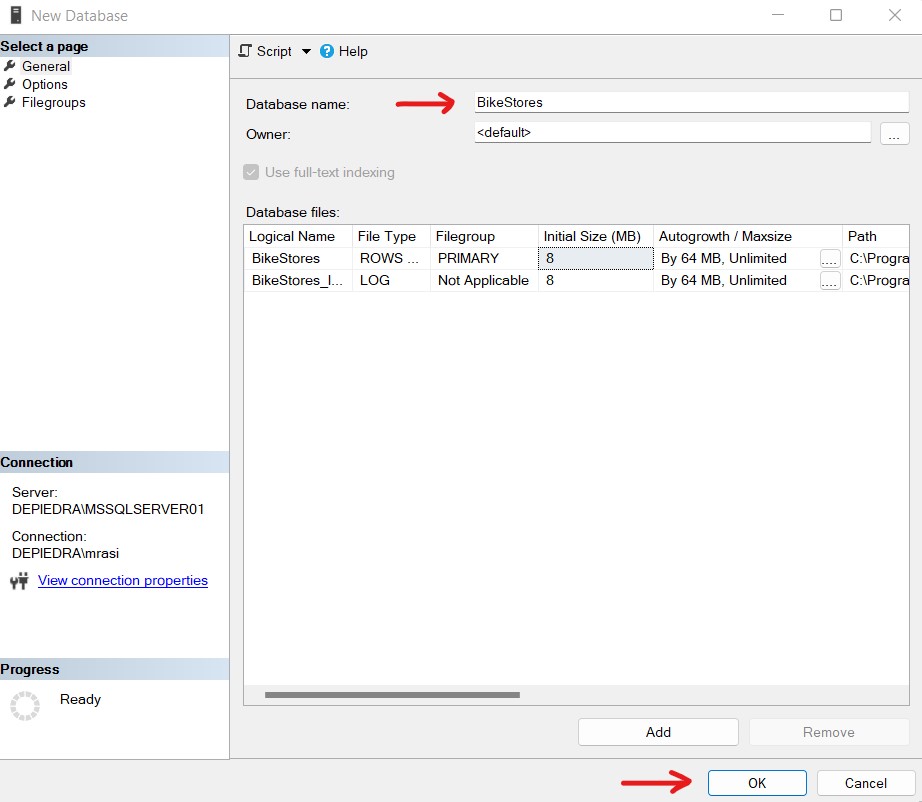 New Database
Select a page
General
Options
Filegroups
Script Help
Database name: BikeStores
Owner: <default> ...
Use full-text indexing
Database files:
Logical Name File Type Filegroup Initial Size (MB) Autogrowth / Maxsize Path
BikeStores ROWS ... PRIMARY 8 By 64 MB, Unlimited .... C:\Progra
BikeStores_l... LOG Not Applicable 8 By 64 MB, Unlimited .... C:\Progra
Connection
Server:
DEPIEDRA\MSSQLSERVER01
Connection:
DEPIEDRA\mrasi
View connection properties
Progress
Ready
Add Remove
OK Cancel